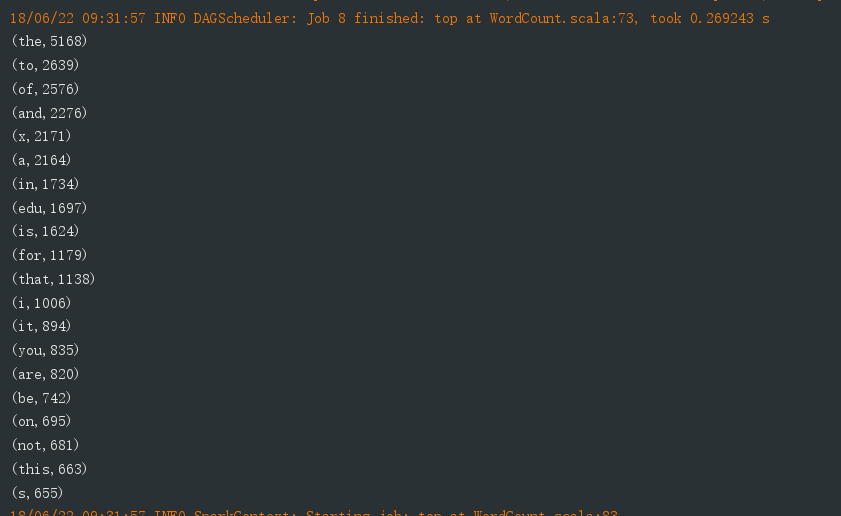 18/06/22 09:31:57 INFO DAGScheduler: Job 8 finished: top at WordCount.scala:73, took 0.269243 s
(the,5168)
(to,2639)
(of,2576)
(and,2276)
(x,2171)
(a,2164)
(in,1734)
(edu,1697)
(is,1624)
(for,1179)
(that,1138)
(i,1006)
(it,894)
(you,835)
(are,820)
(be,742)
(on,695)
(not,681)
(this,663)
(s,655)
18/06/22 09:31:57 INFO SparkContext: Starting job: top at WordCount.scala:83